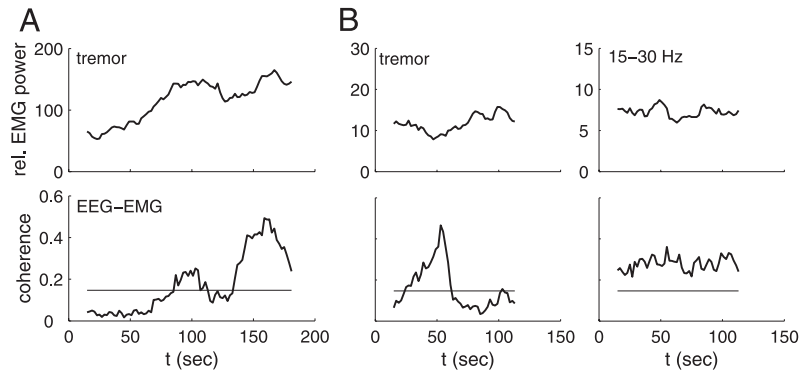 A
B
rel. EMG power
200
100
0
tremor
30
20
10
0
tremor
15
10
5
0
15−30 Hz
coherence
0.6
0.4
0.2
0
EEG−EMG
0 50 100 150 200
t (sec)
0 50 100 150
t (sec)
0 50 100 150
t (sec)